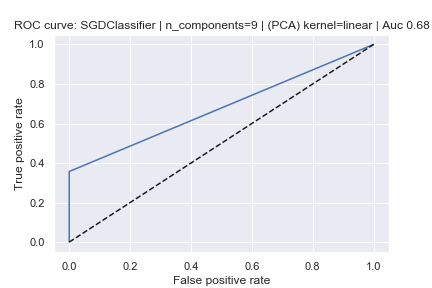 ROC curve: SGDClassifier | n_components=9 | (PCA) kernel=linear | Auc 0.68
1.0
0.8
0.6
0.4
0.2
0.0
True positive rate
0.0 0.2 0.4 0.6 0.8 1.0
False positive rate